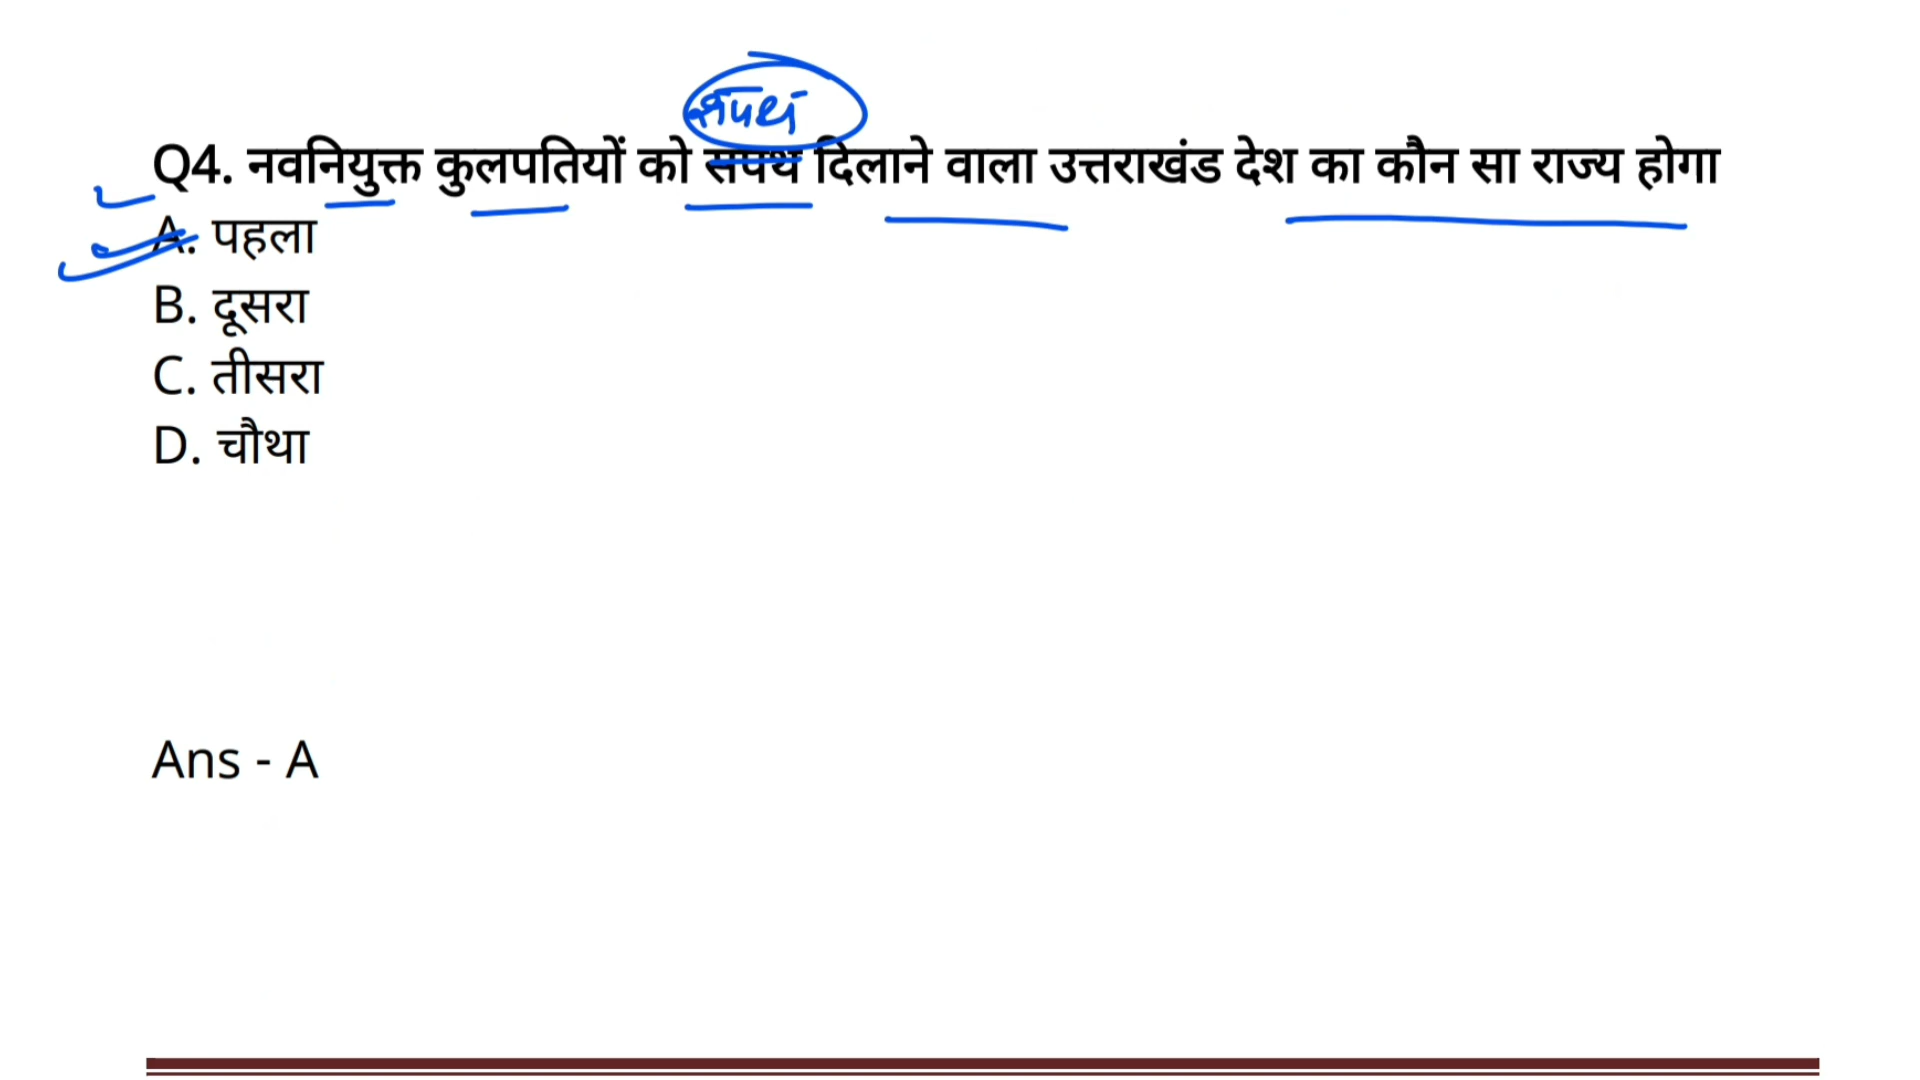 शपथ
Q4. नवनियुक्त कुलपतियों को सपथ दिलाने वाला उत्तराखंड देश का कौन सा राज्य होगा
A. पहला
B. दूसरा
C. तीसरा
D. चौथा
Ans - A